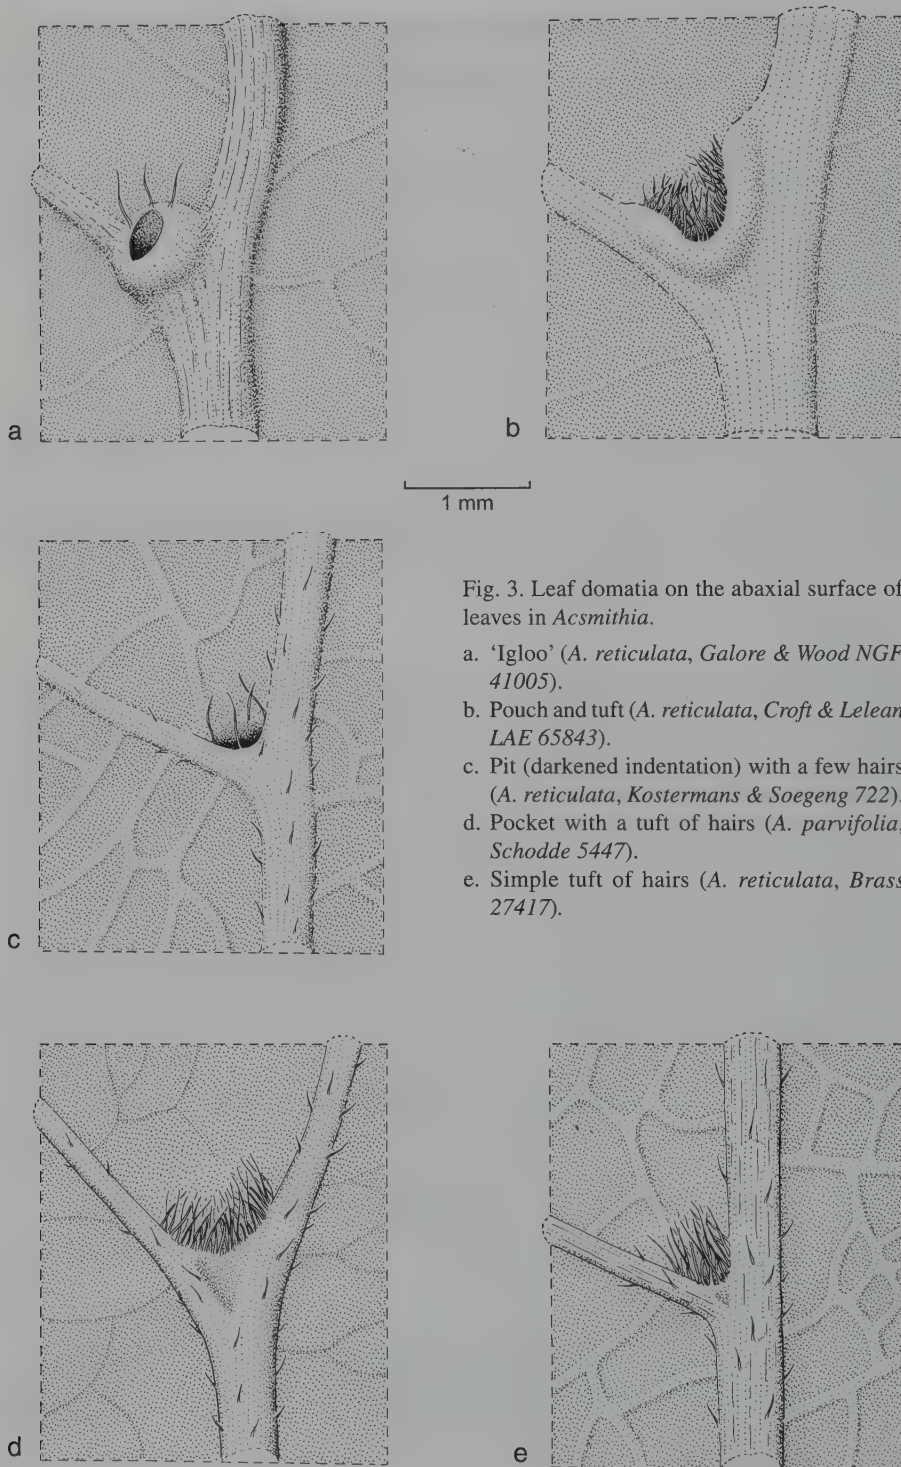 a
b
1 mm
Fig. 3. Leaf domatia on the abaxial surface of
leaves in Acsmithia.
a. ‘Igloo’ (A. reticulata, Galore & Wood NGF
41005).
b. Pouch and tuft (A. reticulata, Croft & Lelean
LAE 65843).
c. Pit (darkened indentation) with a few hairs
(A. reticulata, Kostermans & Soegeng 722).
d. Pocket with a tuft of hairs (A. parvifolia,
Schodde 5447).
e. Simple tuft of hairs (A. reticulata, Brass
27417).
c
d
e